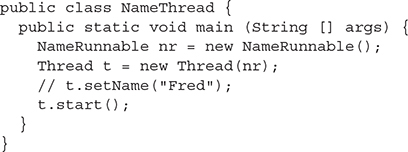 public class NameThread {
  public static void main (String [] args) {
    NameRunnable nr = new NameRunnable();
    Thread t = new Thread(nr);
    // t.setName("Fred");
    t.start();
  }
}